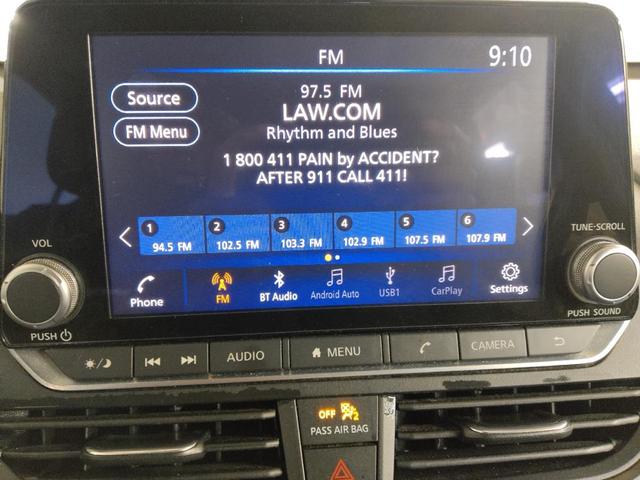 FM
9:10
Source
FM Menu
97.5 FM
LAW.COM
Rhythm and Blues
1 800 411 PAIN by ACCIDENT?
AFTER 911 CALL 411!
1 2 3 4 5 6
94.5 FM 102.5 FM 103.3 FM 102.9 FM 107.5 FM 107.9 FM
Phone FM BT Audio Android Auto USB1 CarPlay Settings
VOL
PUSH
TUNE·SCROLL
PUSH SOUND
AUDIO MENU CAMERA
OFF 2
PASS AIR BAG